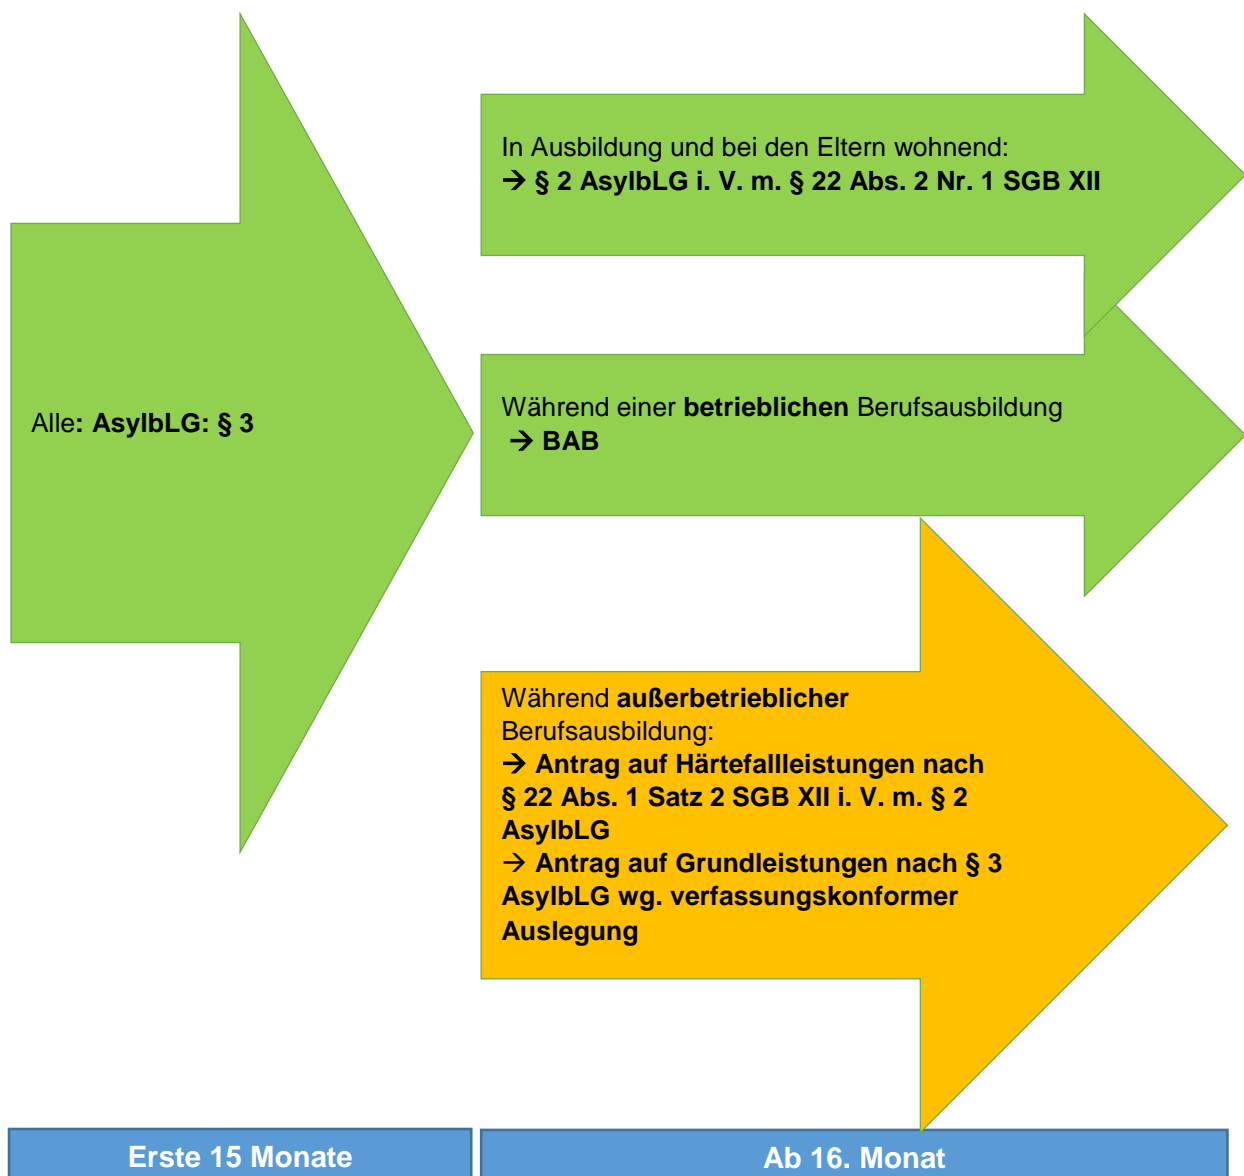 Alle: AsylbLG: § 3
In Ausbildung und bei den Eltern wohnend:
→ § 2 AsylbLG i. V. m. § 22 Abs. 2 Nr. 1 SGB XII
Während einer betrieblichen Berufsausbildung
→ BAB
Während außerbetrieblicher
Berufsausbildung:
→ Antrag auf Härtefallleistungen nach
§ 22 Abs. 1 Satz 2 SGB XII i. V. m. § 2
AsylbLG
→ Antrag auf Grundleistungen nach § 3
AsylbLG wg. verfassungskonformer
Auslegung
Erste 15 Monate
Ab 16. Monat